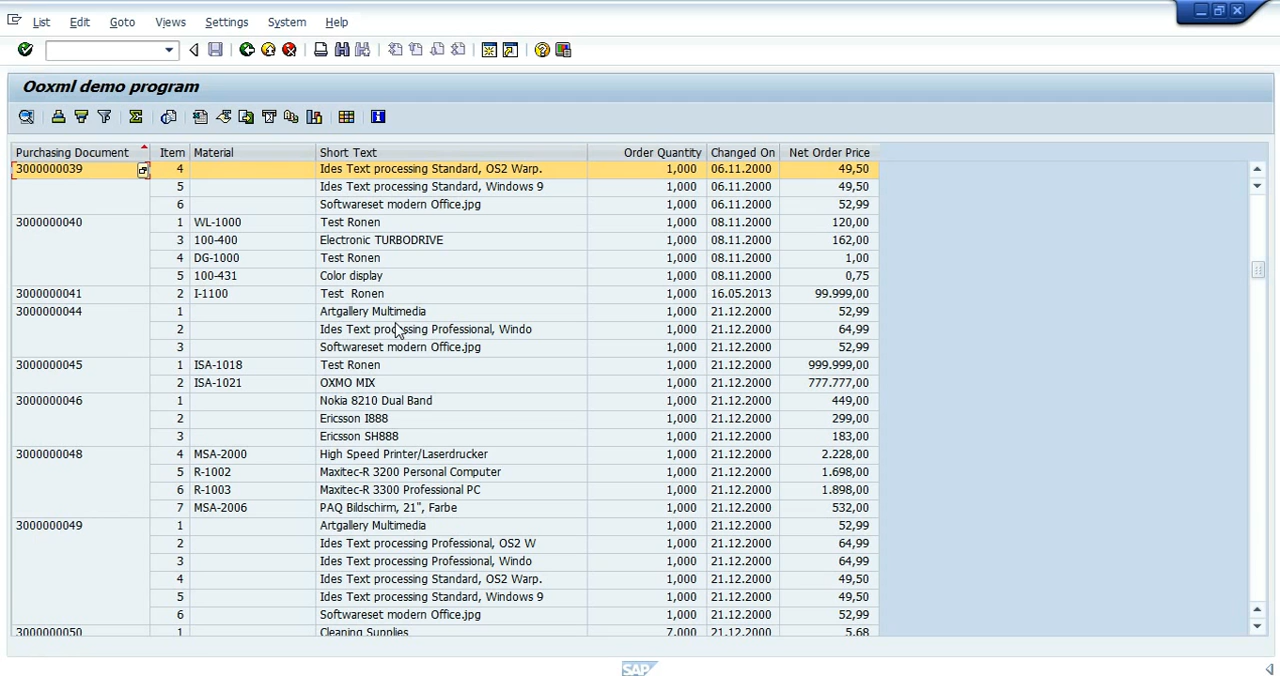 List Edit Goto Views Settings System Help
Ooxml demo program
Purchasing Document Item Material Short Text Order Quantity Changed On Net Order Price
3000000039 4 Ides Text processing Standard, OS2 Warp. 1,000 06.11.2000 49,50
5 Ides Text processing Standard, Windows 9 1,000 06.11.2000 49,50
6 Softwareset modern Office.jpg 1,000 06.11.2000 52,99
3000000040 1 WL-1000 Test Ronen 1,000 08.11.2000 120,00
3 100-400 Electronic TURBODRIVE 1,000 08.11.2000 162,00
4 DG-1000 Test Ronen 1,000 08.11.2000 1,00
5 100-431 Color display 1,000 08.11.2000 0,75
3000000041 2 I-1100 Test Ronen 1,000 16.05.2013 99.999,00
3000000044 1 Artgallery Multimedia 1,000 21.12.2000 52,99
2 Ides Text processing Professional, Windo 1,000 21.12.2000 64,99
3 Softwareset modern Office.jpg 1,000 21.12.2000 52,99
3000000045 1 ISA-1018 Test Ronen 1,000 21.12.2000 999.999,00
2 ISA-1021 OXMO MIX 1,000 21.12.2000 777.777,00
3000000046 1 Nokia 8210 Dual Band 1,000 21.12.2000 449,00
2 Ericsson I888 1,000 21.12.2000 299,00
3 Ericsson SH888 1,000 21.12.2000 183,00
3000000048 4 MSA-2000 High Speed Printer/Laserdrucker 1,000 21.12.2000 2.228,00
5 R-1002 Maxitec-R 3200 Personal Computer 1,000 21.12.2000 1.698,00
6 R-1003 Maxitec-R 3300 Professional PC 1,000 21.12.2000 1.898,00
7 MSA-2006 PAQ Bildschirm, 21", Farbe 1,000 21.12.2000 532,00
3000000049 1 Artgallery Multimedia 1,000 21.12.2000 52,99
2 Ides Text processing Professional, OS2 W 1,000 21.12.2000 64,99
3 Ides Text processing Professional, Windo 1,000 21.12.2000 64,99
4 Ides Text processing Standard, OS2 Warp. 1,000 21.12.2000 49,50
5 Ides Text processing Standard, Windows 9 1,000 21.12.2000 49,50
6 Softwareset modern Office.jpg 1,000 21.12.2000 52,99
3000000050 1 Cleaning Supplies 7,000 21.12.2000 5,68
SAP